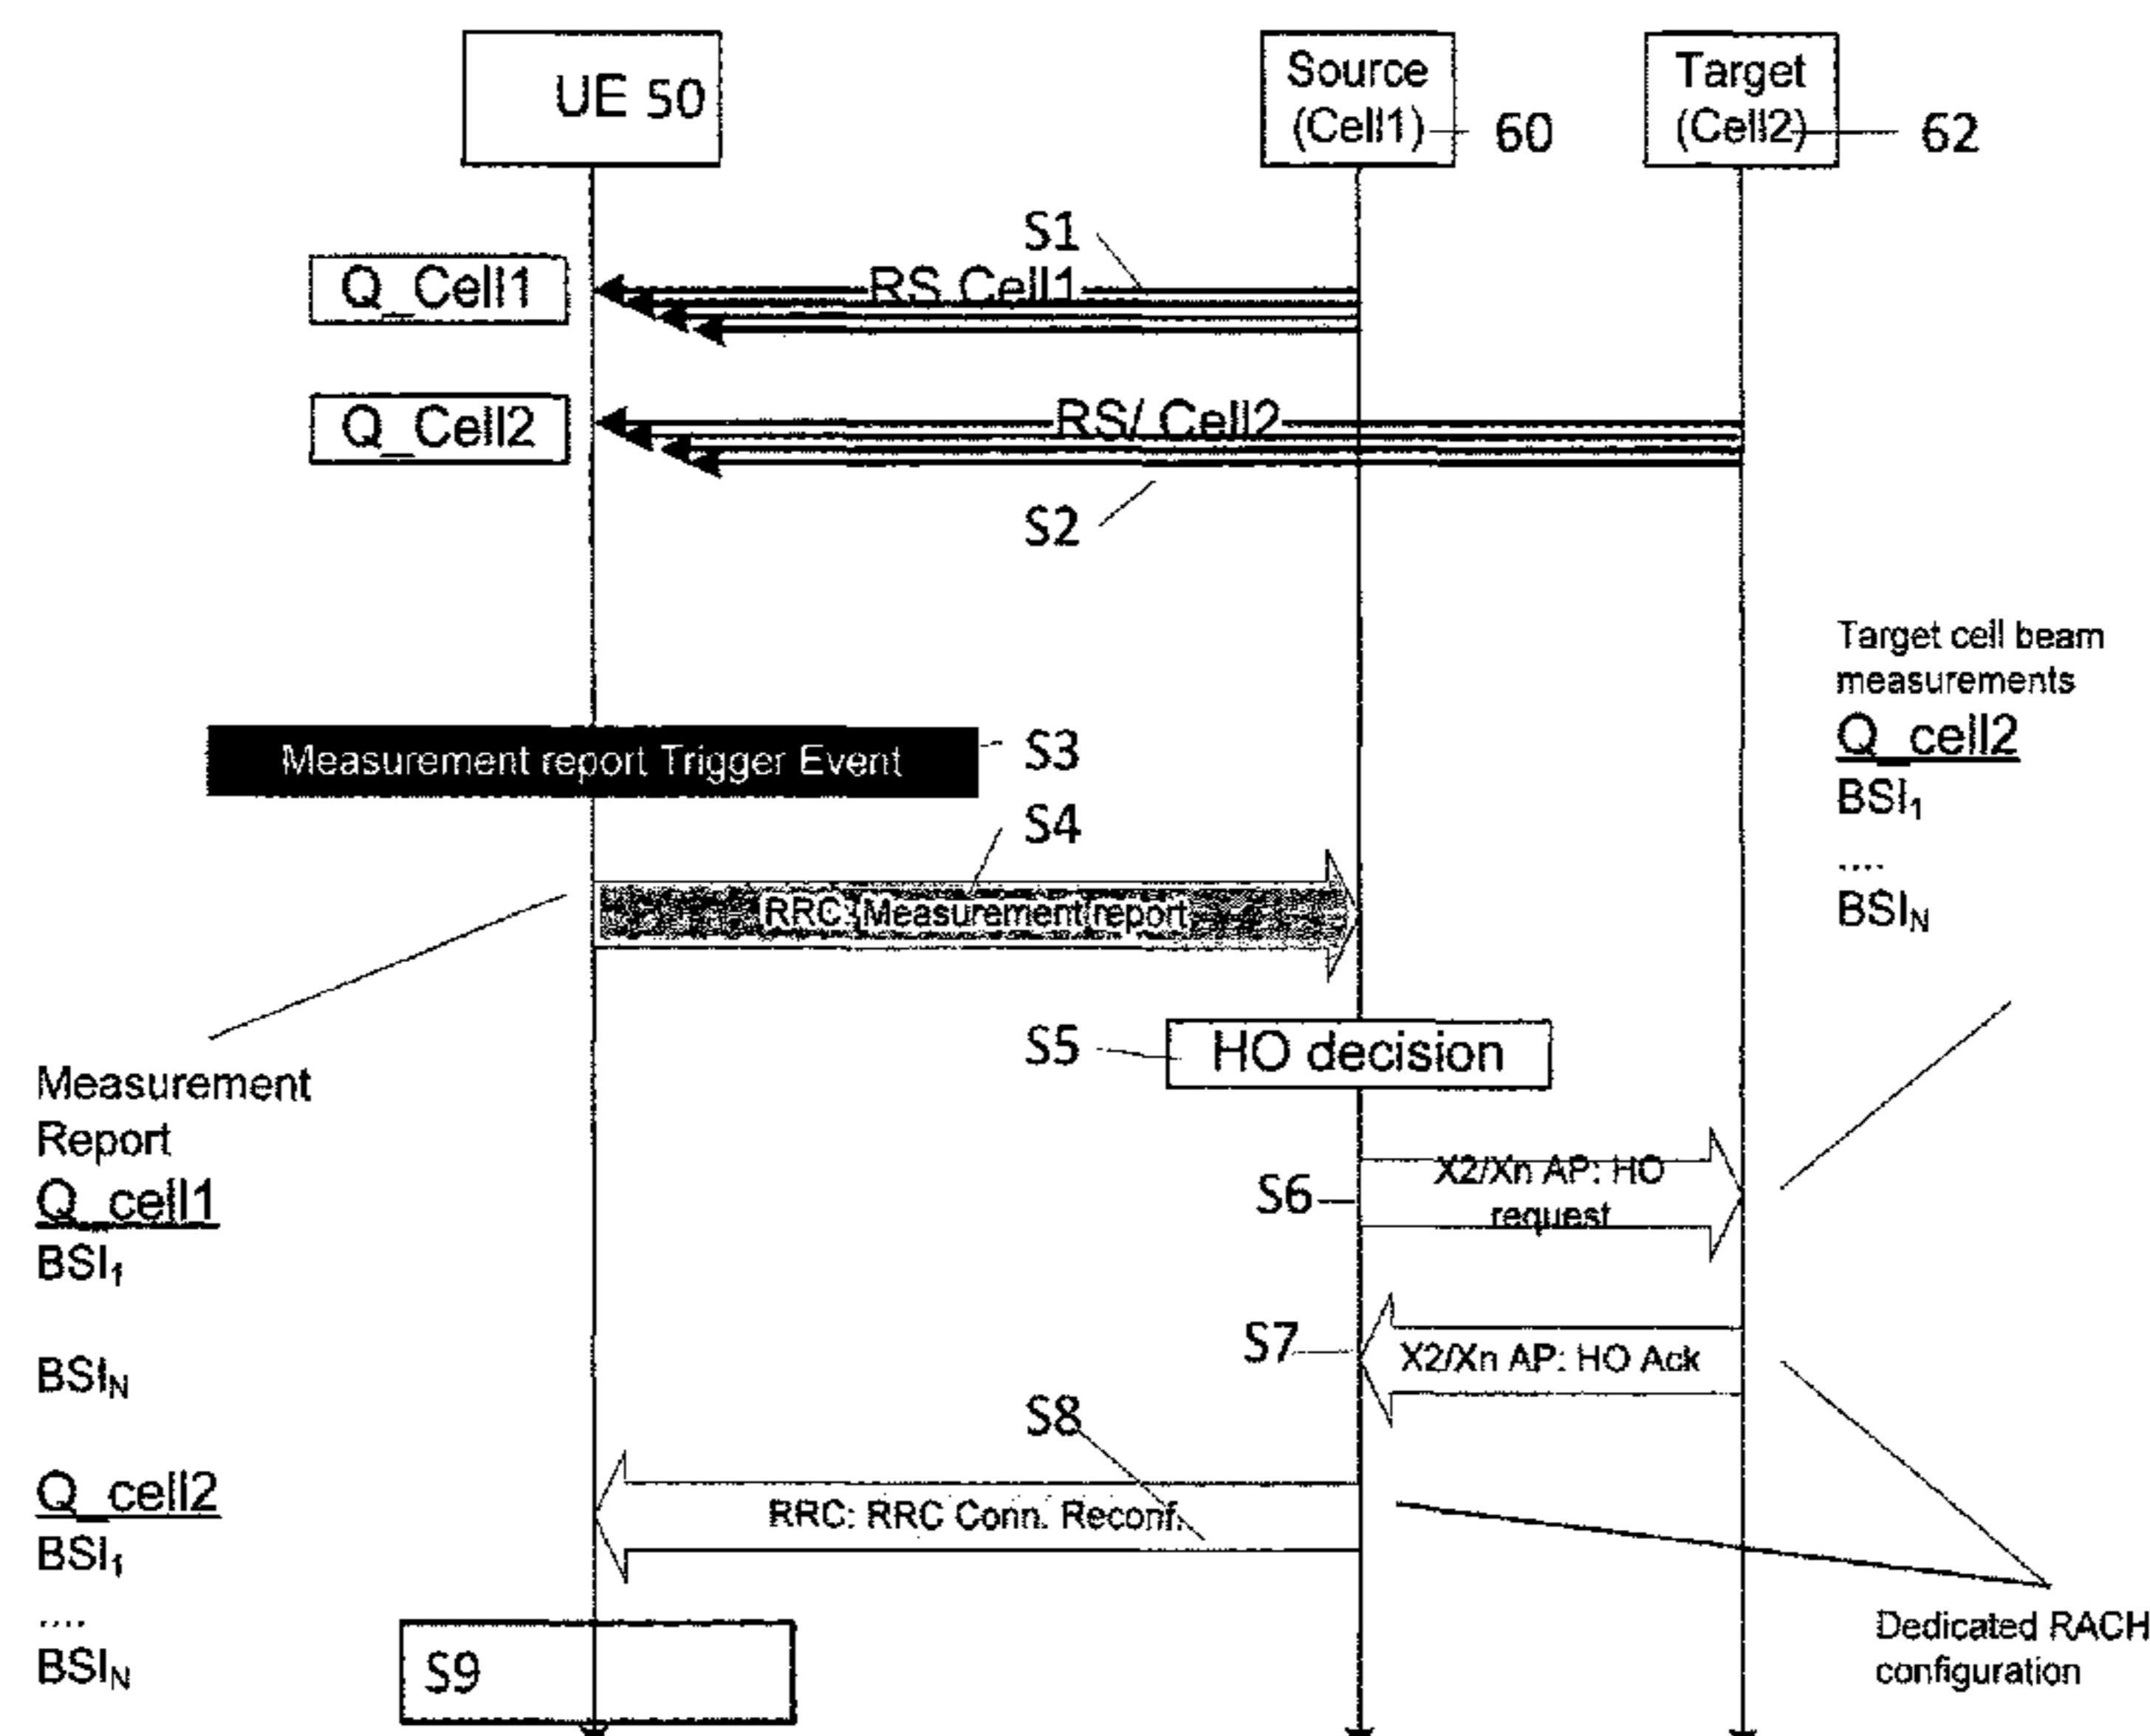 UE 50
Source
(Cell1)
60
Target
(Cell2)
62
S1
Q_Cell1
RS Cell1
Q_Cell2
RS/ Cell2
S2
Target cell beam
measurements
Q_cell2
BSI₁
....
BSI_N
Measurement report Trigger Event
S3
S4
RRC: Measurement report
S5
HO decision
Measurement
Report
Q_cell1
BSI₁
BSI_N
Q_cell2
BSI₁
....
BSI_N
S6
X2/Xn AP: HO
request
S7
X2/Xn AP: HO Ack
S8
RRC: RRC Conn. Reconf.
Dedicated RACH
configuration
S9